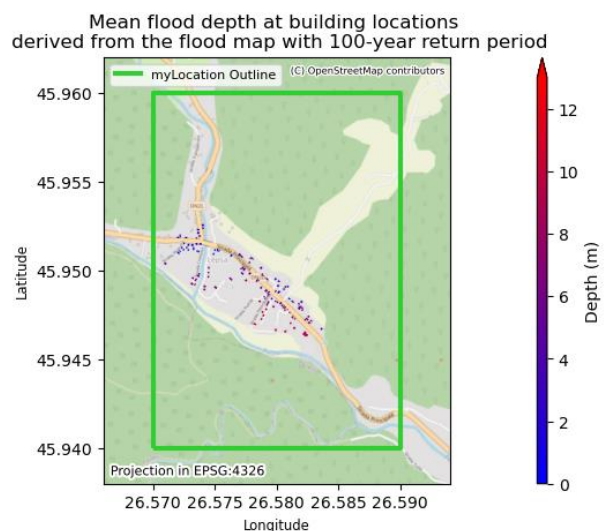 Mean flood depth at building locations
derived from the flood map with 100-year return period
myLocation Outline
(C) OpenStreetMap contributors
45.960
45.955
45.950
45.945
45.940
Latitude
Projection in EPSG:4326
26.570 26.575 26.580 26.585 26.590
Longitude
12
10
8
6
4
2
0
Depth (m)